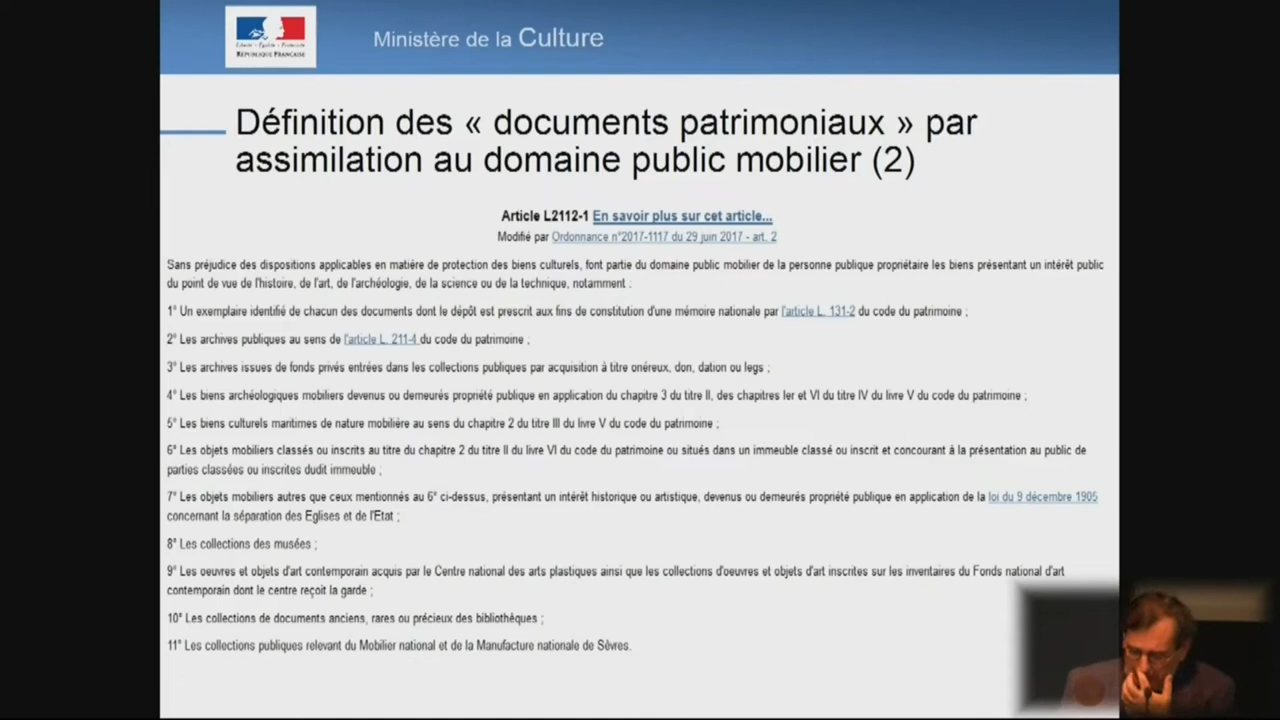 Liberté • Égalité • Fraternité
RÉPUBLIQUE FRANÇAISE
Ministère de la Culture
Définition des « documents patrimoniaux » par
assimilation au domaine public mobilier (2)
Article L2112-1 En savoir plus sur cet article...
Modifié par Ordonnance n°2017-1117 du 29 juin 2017 - art. 2
Sans préjudice des dispositions applicables en matière de protection des biens culturels, font partie du domaine public mobilier de la personne publique propriétaire les biens présentant un intérêt public
du point de vue de l'histoire, de l'art, de l'archéologie, de la science ou de la technique, notamment :
1° Un exemplaire identifié de chacun des documents dont le dépôt est prescrit aux fins de constitution d'une mémoire nationale par l'article L. 131-2 du code du patrimoine ;
2° Les archives publiques au sens de l'article L. 211-4 du code du patrimoine ;
3° Les archives issues de fonds privés entrées dans les collections publiques par acquisition à titre onéreux, don, dation ou legs ;
4° Les biens archéologiques mobiliers devenus ou demeurés propriété publique en application du chapitre 3 du titre II, des chapitres Ier et VI du titre IV du livre V du code du patrimoine ;
5° Les biens culturels maritimes de nature mobilière au sens du chapitre 2 du titre III du livre V du code du patrimoine ;
6° Les objets mobiliers classés ou inscrits au titre du chapitre 2 du titre II du livre VI du code du patrimoine ou situés dans un immeuble classé ou inscrit et concourant à la présentation au public de
parties classées ou inscrites dudit immeuble ;
7° Les objets mobiliers autres que ceux mentionnés au 6° ci-dessus, présentant un intérêt historique ou artistique, devenus ou demeurés propriété publique en application de la loi du 9 décembre 1905
concernant la séparation des Eglises et de l'Etat ;
8° Les collections des musées ;
9° Les oeuvres et objets d'art contemporain acquis par le Centre national des arts plastiques ainsi que les collections d'oeuvres et objets d'art inscrites sur les inventaires du Fonds national d'art
contemporain dont le centre reçoit la garde ;
10° Les collections de documents anciens, rares ou précieux des bibliothèques ;
11° Les collections publiques relevant du Mobilier national et de la Manufacture nationale de Sèvres.